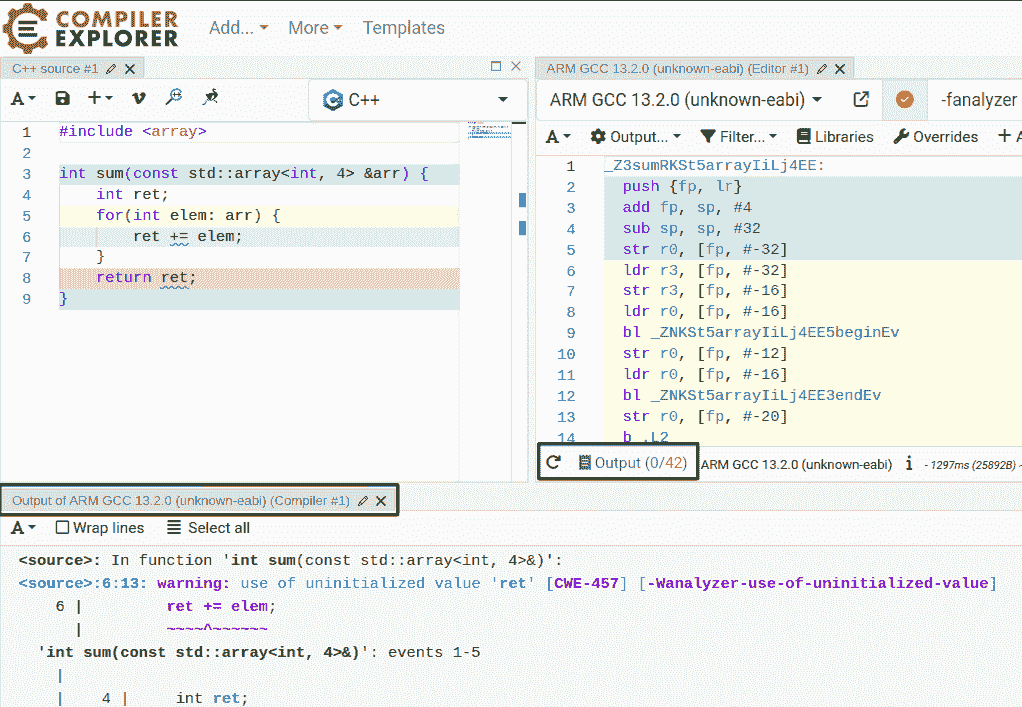 COMPILER
EXPLORER
Add... More Templates
C++ source #1
A + C++
1 #include <array>
2
3 int sum(const std::array<int, 4> &arr) {
4 int ret;
5 for(int elem: arr) {
6 ret += elem;
7 }
8 return ret;
9 }
ARM GCC 13.2.0 (unknown-eabi) (Editor #1)
ARM GCC 13.2.0 (unknown-eabi) -fanalyzer
A Output... Filter... Libraries Overrides + A
1 _Z3sumRKSt5arrayIiLj4EE:
2 push {fp, lr}
3 add fp, sp, #4
4 sub sp, sp, #32
5 str r0, [fp, #-32]
6 ldr r3, [fp, #-32]
7 str r3, [fp, #-16]
8 ldr r0, [fp, #-16]
9 bl _ZNKSt5arrayIiLj4EE5beginEv
10 str r0, [fp, #-12]
11 ldr r0, [fp, #-16]
12 bl _ZNKSt5arrayIiLj4EE3endEv
13 str r0, [fp, #-20]
14 b .L2
Output (0/42) ARM GCC 13.2.0 (unknown-eabi) i - 1297ms (25892B) ~
Output of ARM GCC 13.2.0 (unknown-eabi) (Compiler #1)
A Wrap lines Select all
<source>: In function 'int sum(const std::array<int, 4>&)':
<source>:6:13: warning: use of uninitialized value 'ret' [CWE-457] [-Wanalyzer-use-of-uninitialized-value]
6 | ret += elem;
| ~~~~^~~~~~~
'int sum(const std::array<int, 4>&)': events 1-5
|
| 4 | int ret;